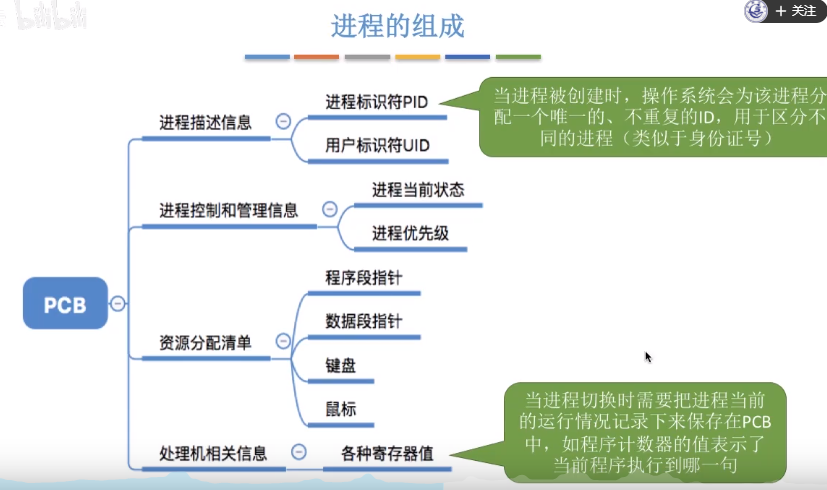 bilibili
+ 关注
进程的组成
进程描述信息
进程标识符PID
用户标识符UID
当进程被创建时，操作系统会为该进程分
配一个唯一的、不重复的ID，用于区分不
同的进程（类似于身份证号）
进程控制和管理信息
进程当前状态
进程优先级
PCB
资源分配清单
程序段指针
数据段指针
键盘
鼠标
处理机相关信息
各种寄存器值
当进程切换时需要把进程当前
的运行情况记录下来保存在PCB
中，如程序计数器的值表示了
当前程序执行到哪一句